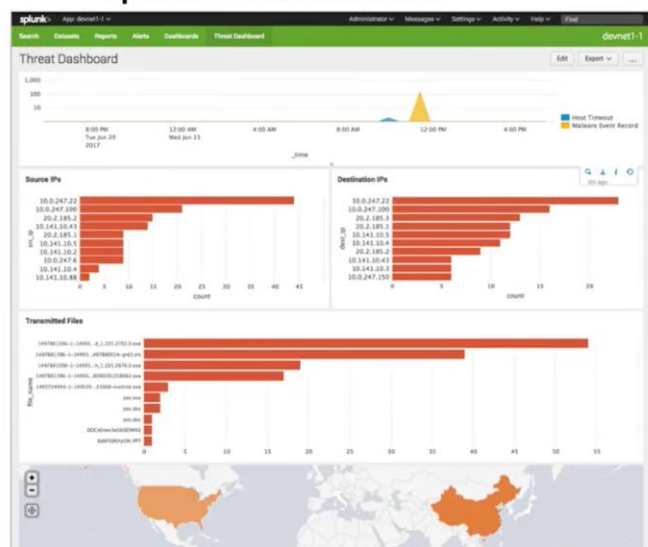 splunk> App: devnet1-1 Administrator Messages Settings Activity Help Find
Search Datasets Reports Alerts Dashboards Threat Dashboard devnet1-1
Threat Dashboard Edit Export ...
1,000
100
10
8:00 PM 12:00 AM 4:00 AM 8:00 AM 12:00 PM 4:00 PM
Tue Jun 20 Wed Jun 21
2017
_time
Host Timeout
Malware Event Record
Source IPs
10.0.247.22
10.0.247.100
20.2.185.2
10.141.10.43
20.2.185.1
10.141.10.5
10.141.10.2
10.0.247.6
10.141.10.4
10.141.10.88
src_ip
0 5 10 15 20 25 30 35 40 45
count
Destination IPs
2m ago
10.0.247.22
10.0.247.100
20.2.185.3
20.2.185.1
10.141.10.5
10.141.10.4
20.2.185.2
10.141.10.43
10.141.10.3
10.0.247.150
dest_ip
0 5 10 15 20
count
Transmitted Files
file_name
0 5 10 15 20 25 30 35 40 45 50 55
+
-